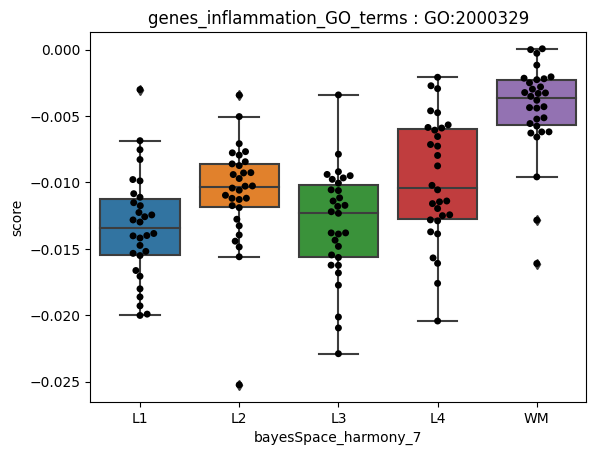 genes_inflammation_GO_terms : GO:2000329
0.000
−0.005
−0.010
−0.015
−0.020
−0.025
score
L1 L2 L3 L4 WM
bayesSpace_harmony_7